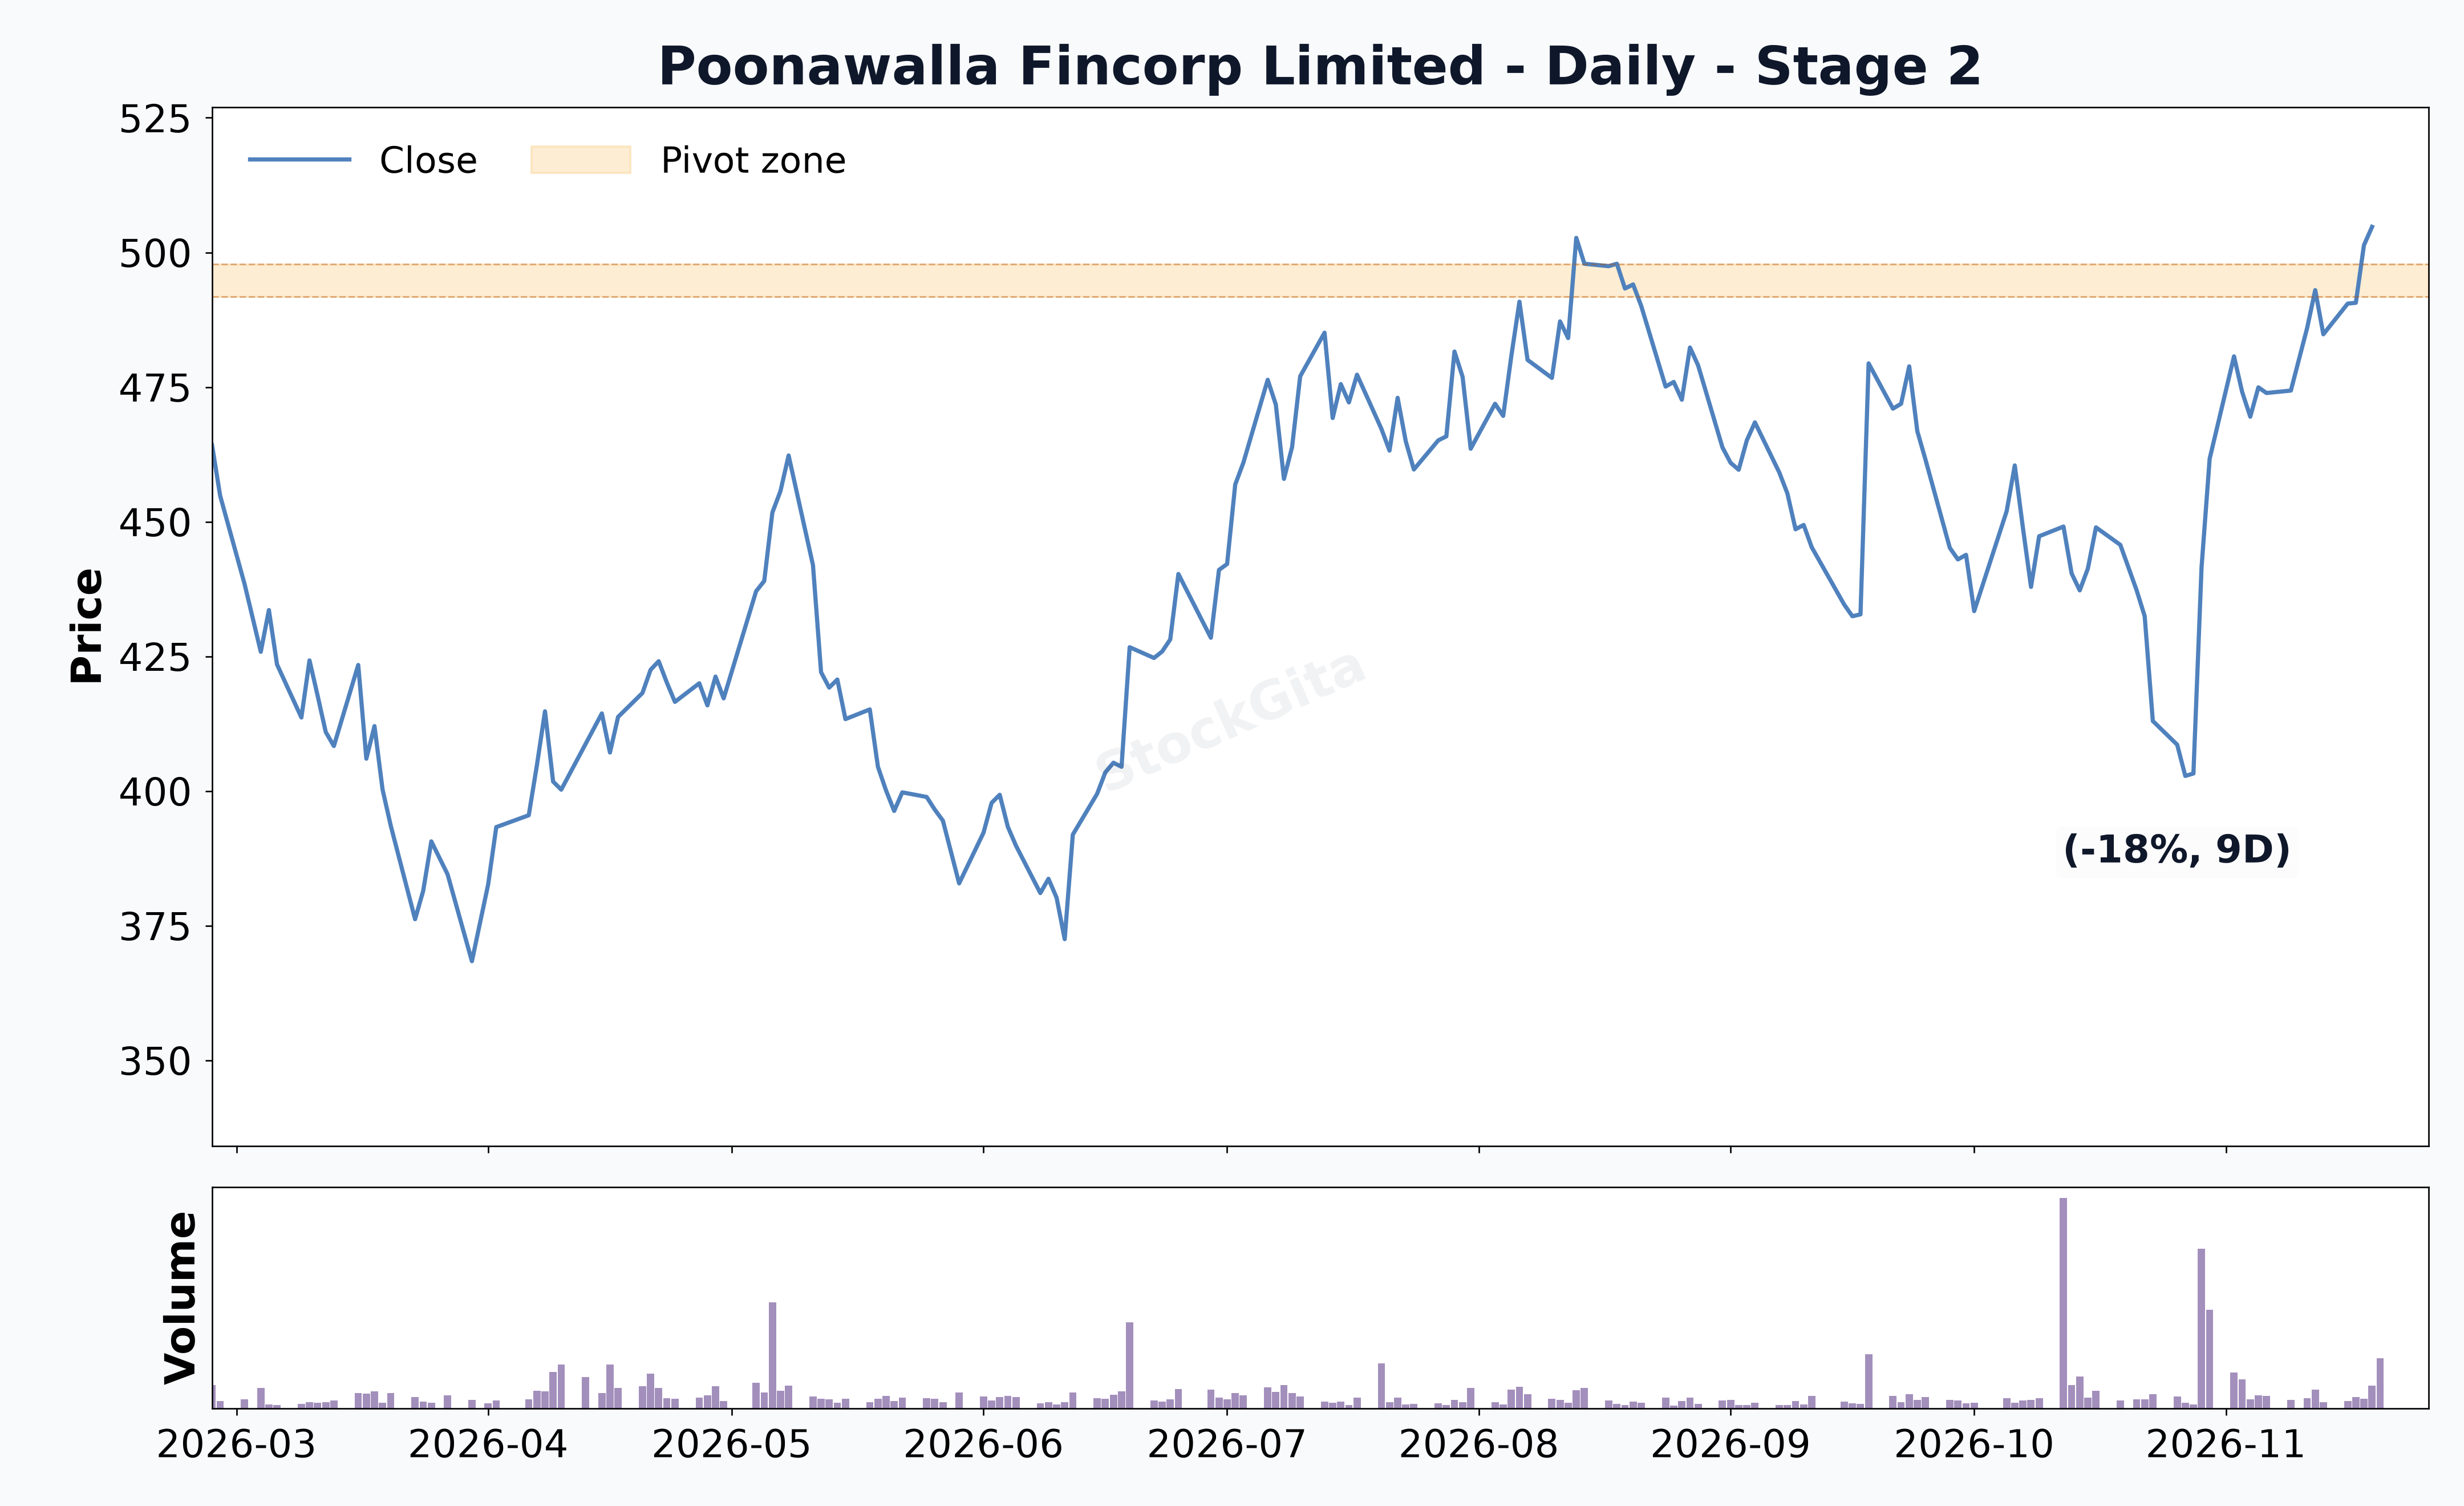 Poonawalla Fincorp Limited - Daily - Stage 2
525
Close
Pivot zone
500
475
450
425
400
375
350
Price
StockGita
(-18%, 9D)
Volume
2026-03
2026-04
2026-05
2026-06
2026-07
2026-08
2026-09
2026-10
2026-11